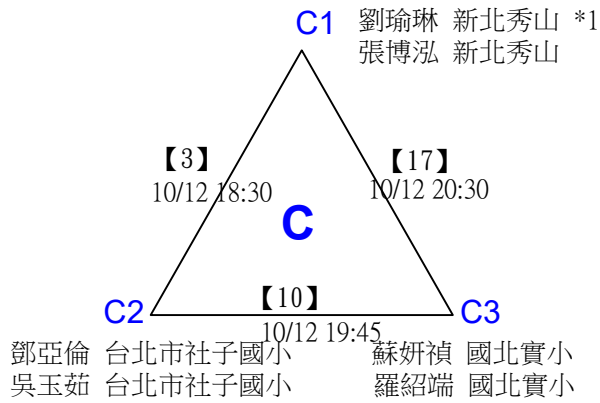 C1 劉瑜琳 新北秀山 *1
張博泓 新北秀山
【3】
10/12 18:30
【17】
10/12 20:30
C
C2
【10】
10/12 19:45
C3
鄧亞倫 台北市社子國小
吳玉茹 台北市社子國小
蘇妍禎 國北實小
羅紹端 國北實小